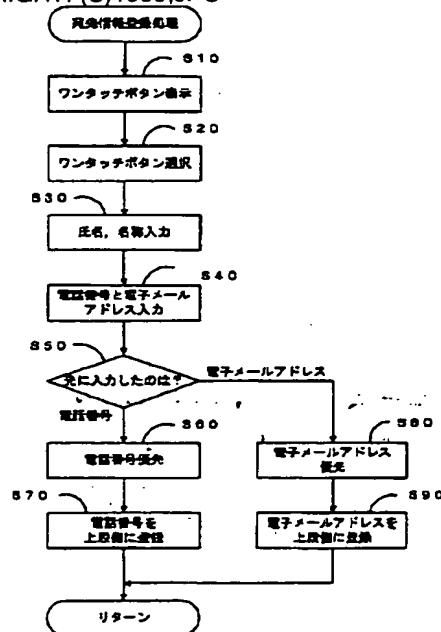 宛先情報登録処理
S10
ワンタッチボタン表示
S20
ワンタッチボタン選択
S30
氏名，名称入力
S40
電話番号と電子メール
アドレス入力
S50
先に入力したのは？
電子メールアドレス
電話番号
S60
S80
電話番号優先
電子メールアドレス
優先
S70
S90
電話番号を
上段側に登録
電子メールアドレスを
上段側に登録
リターン